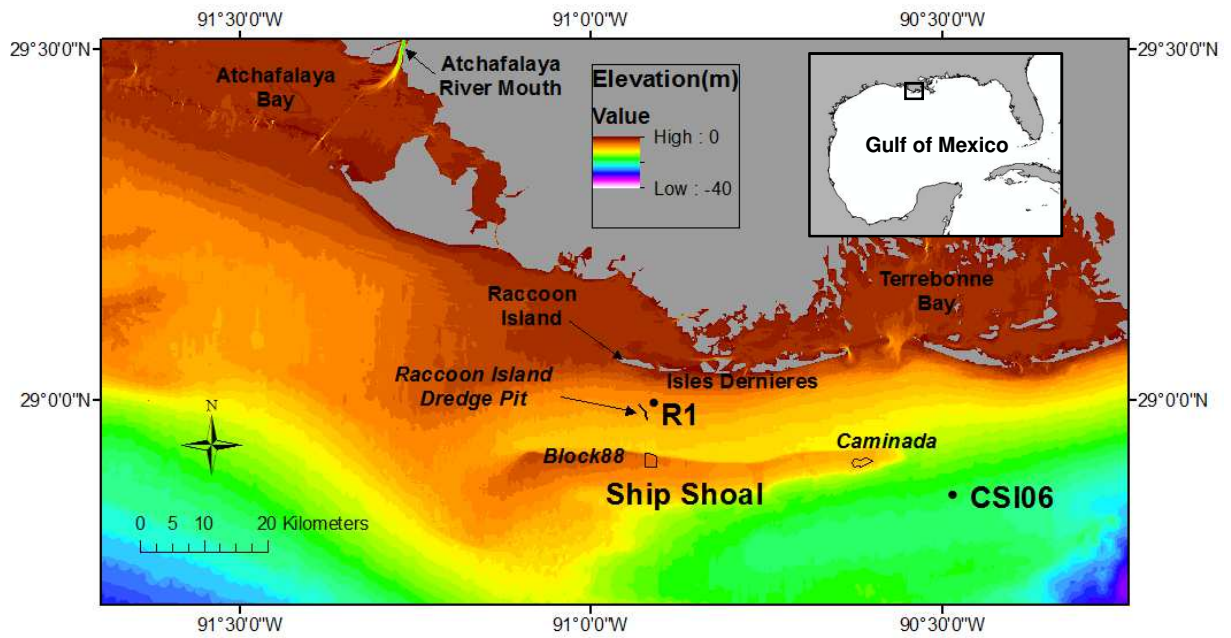 91°30'0"W
91°0'0"W
90°30'0"W
29°30'0"N
29°30'0"N
Atchafalaya
Bay
Atchafalaya
River Mouth
Elevation(m)
Value
High : 0
Low : -40
Gulf of Mexico
Terrebonne
Bay
Raccoon
Island
Raccoon Island
Dredge Pit
Isles Dernieres
29°0'0"N
29°0'0"N
N
R1
Block88
Caminada
Ship Shoal
CSI06
0 5 10 20 Kilometers
91°30'0"W
91°0'0"W
90°30'0"W